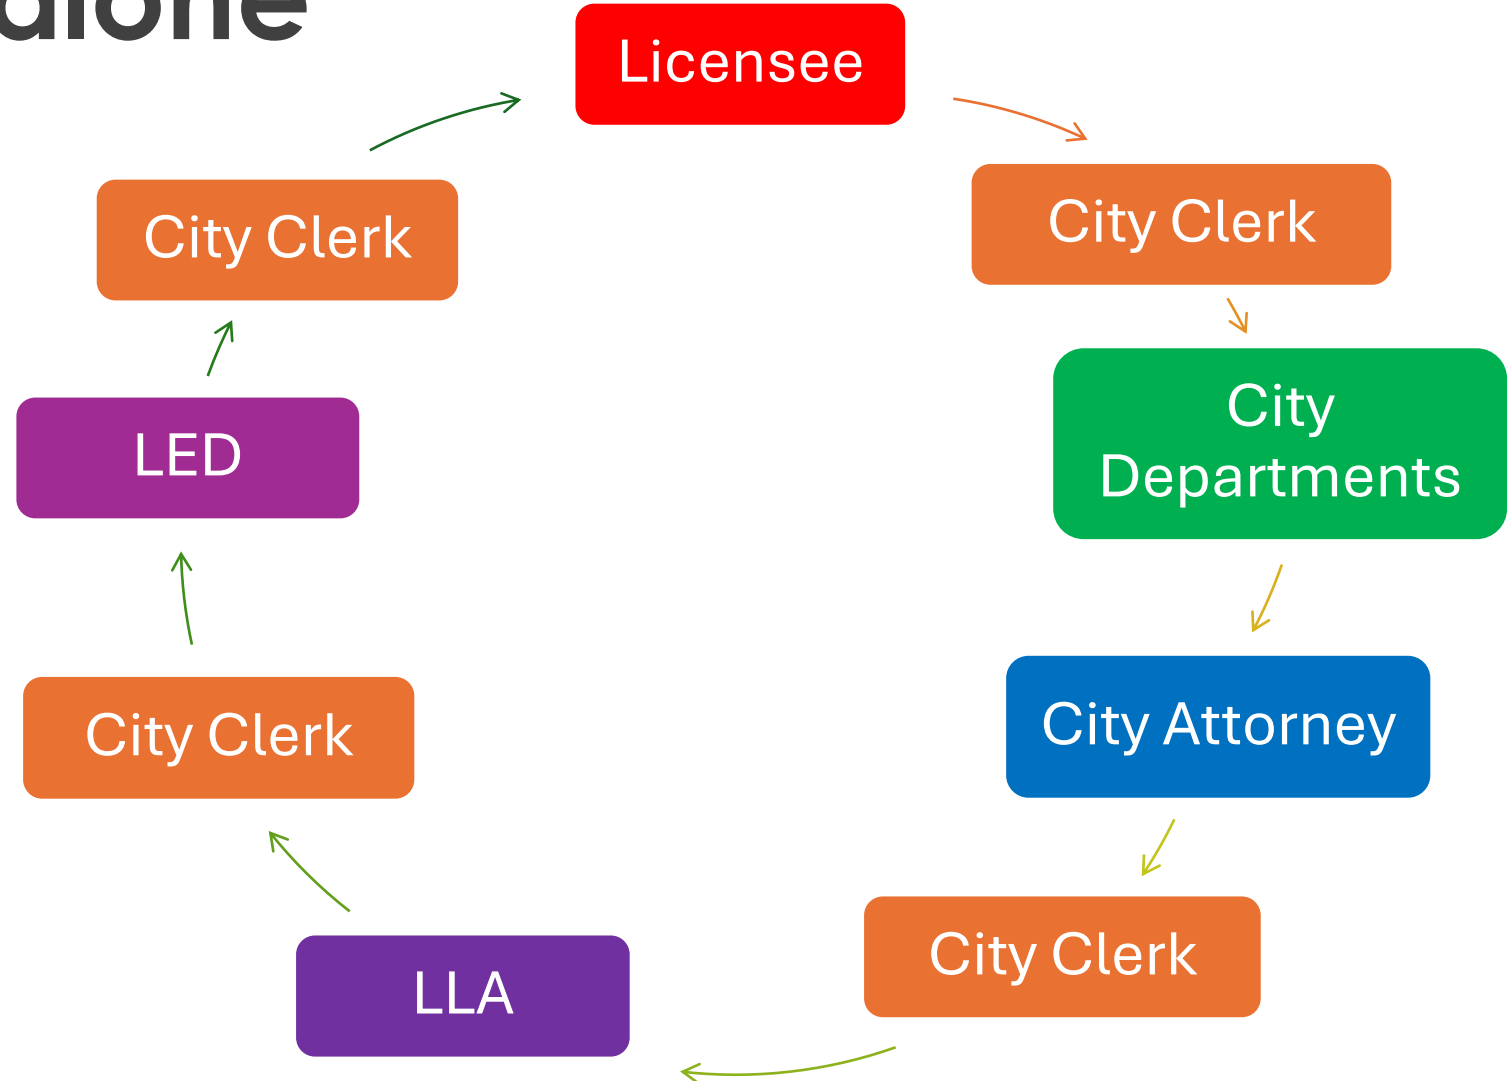 Licensee
City Clerk
City
Departments
City Attorney
City Clerk
LLA
City Clerk
LED
City Clerk